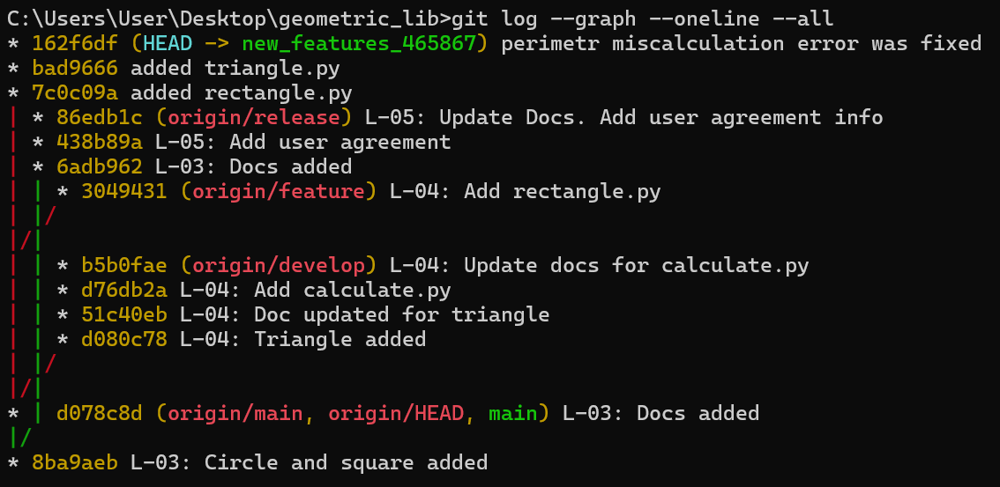 C:\Users\User\Desktop\geometric_lib>git log --graph --oneline --all
* 162f6df (HEAD -> new_features_465867) perimetr miscalculation error was fixed
* bad9666 added triangle.py
* 7c0c09a added rectangle.py
| * 86edb1c (origin/release) L-05: Update Docs. Add user agreement info
| * 438b89a L-05: Add user agreement
| * 6adb962 L-03: Docs added
| | * 3049431 (origin/feature) L-04: Add rectangle.py
| |/
|/|
| | * b5b0fae (origin/develop) L-04: Update docs for calculate.py
| | * d76db2a L-04: Add calculate.py
| | * 51c40eb L-04: Doc updated for triangle
| | * d080c78 L-04: Triangle added
| |/
|/|
* | d078c8d (origin/main, origin/HEAD, main) L-03: Docs added
|/
* 8ba9aeb L-03: Circle and square added